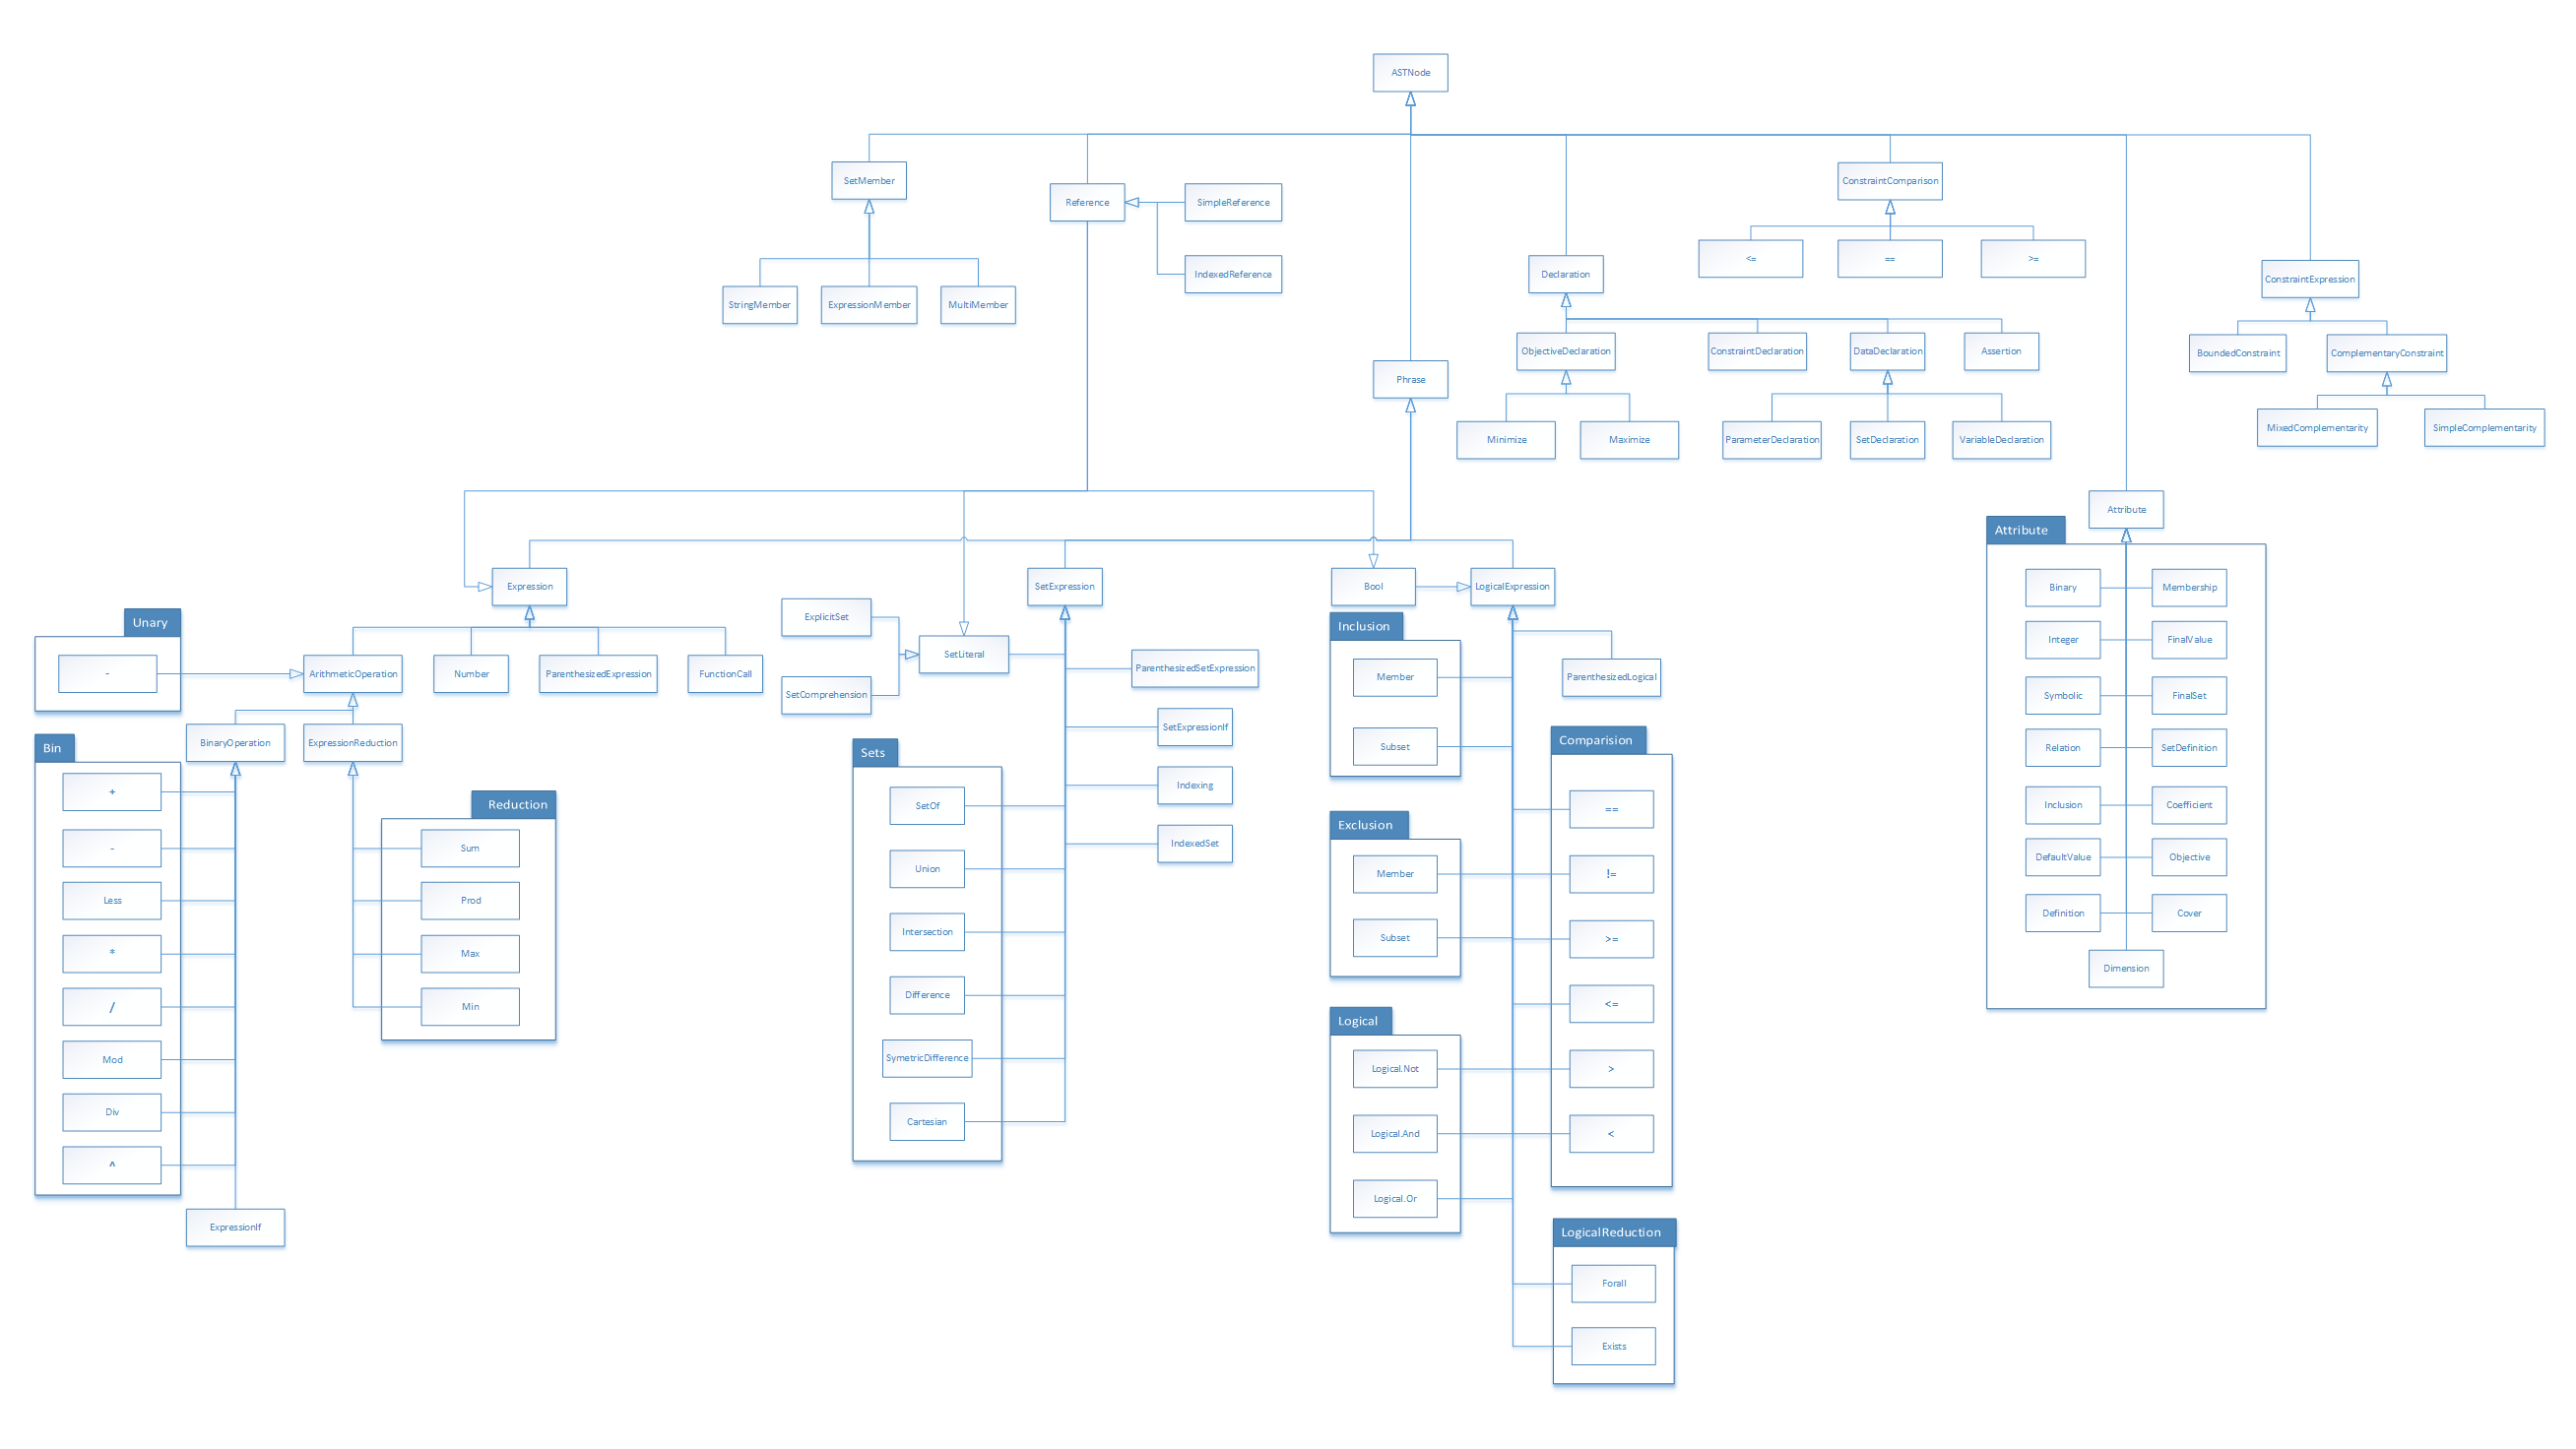 ASTNode
SetMember
Reference
SimpleReference
ConstraintComparison
IndexedReference
<=
==
>=
Declaration
ConstraintExpression
StringMember
ExpressionMember
MultiMember
ObjectiveDeclaration
ConstraintDeclaration
DataDeclaration
Assertion
BoundedConstraint
ComplementaryConstraint
Phrase
Minimize
Maximize
ParameterDeclaration
SetDeclaration
VariableDeclaration
MixedComplementarity
SimpleComplementarity
Attribute
Attribute
Binary
Membership
Integer
FinalValue
Symbolic
FinalSet
Relation
SetDefinition
Inclusion
Coefficient
DefaultValue
Objective
Definition
Cover
Dimension
Expression
SetExpression
Bool
LogicalExpression
Unary
-
ArithmeticOperation
Number
ParenthesizedExpression
FunctionCall
BinaryOperation
ExpressionReduction
Bin
+
-
Less
*
/
Mod
Div
^
ExpressionIf
Reduction
Sum
Prod
Max
Min
ExplicitSet
SetLiteral
SetComprehension
ParenthesizedSetExpression
SetExpressionIf
Indexing
IndexedSet
Sets
SetOf
Union
Intersection
Difference
SymetricDifference
Cartesian
Inclusion
Member
Subset
ParenthesizedLogical
Exclusion
Member
Subset
Logical
Logical.Not
Logical.And
Logical.Or
Comparision
==
!=
>=
<=
>
<
LogicalReduction
Forall
Exists